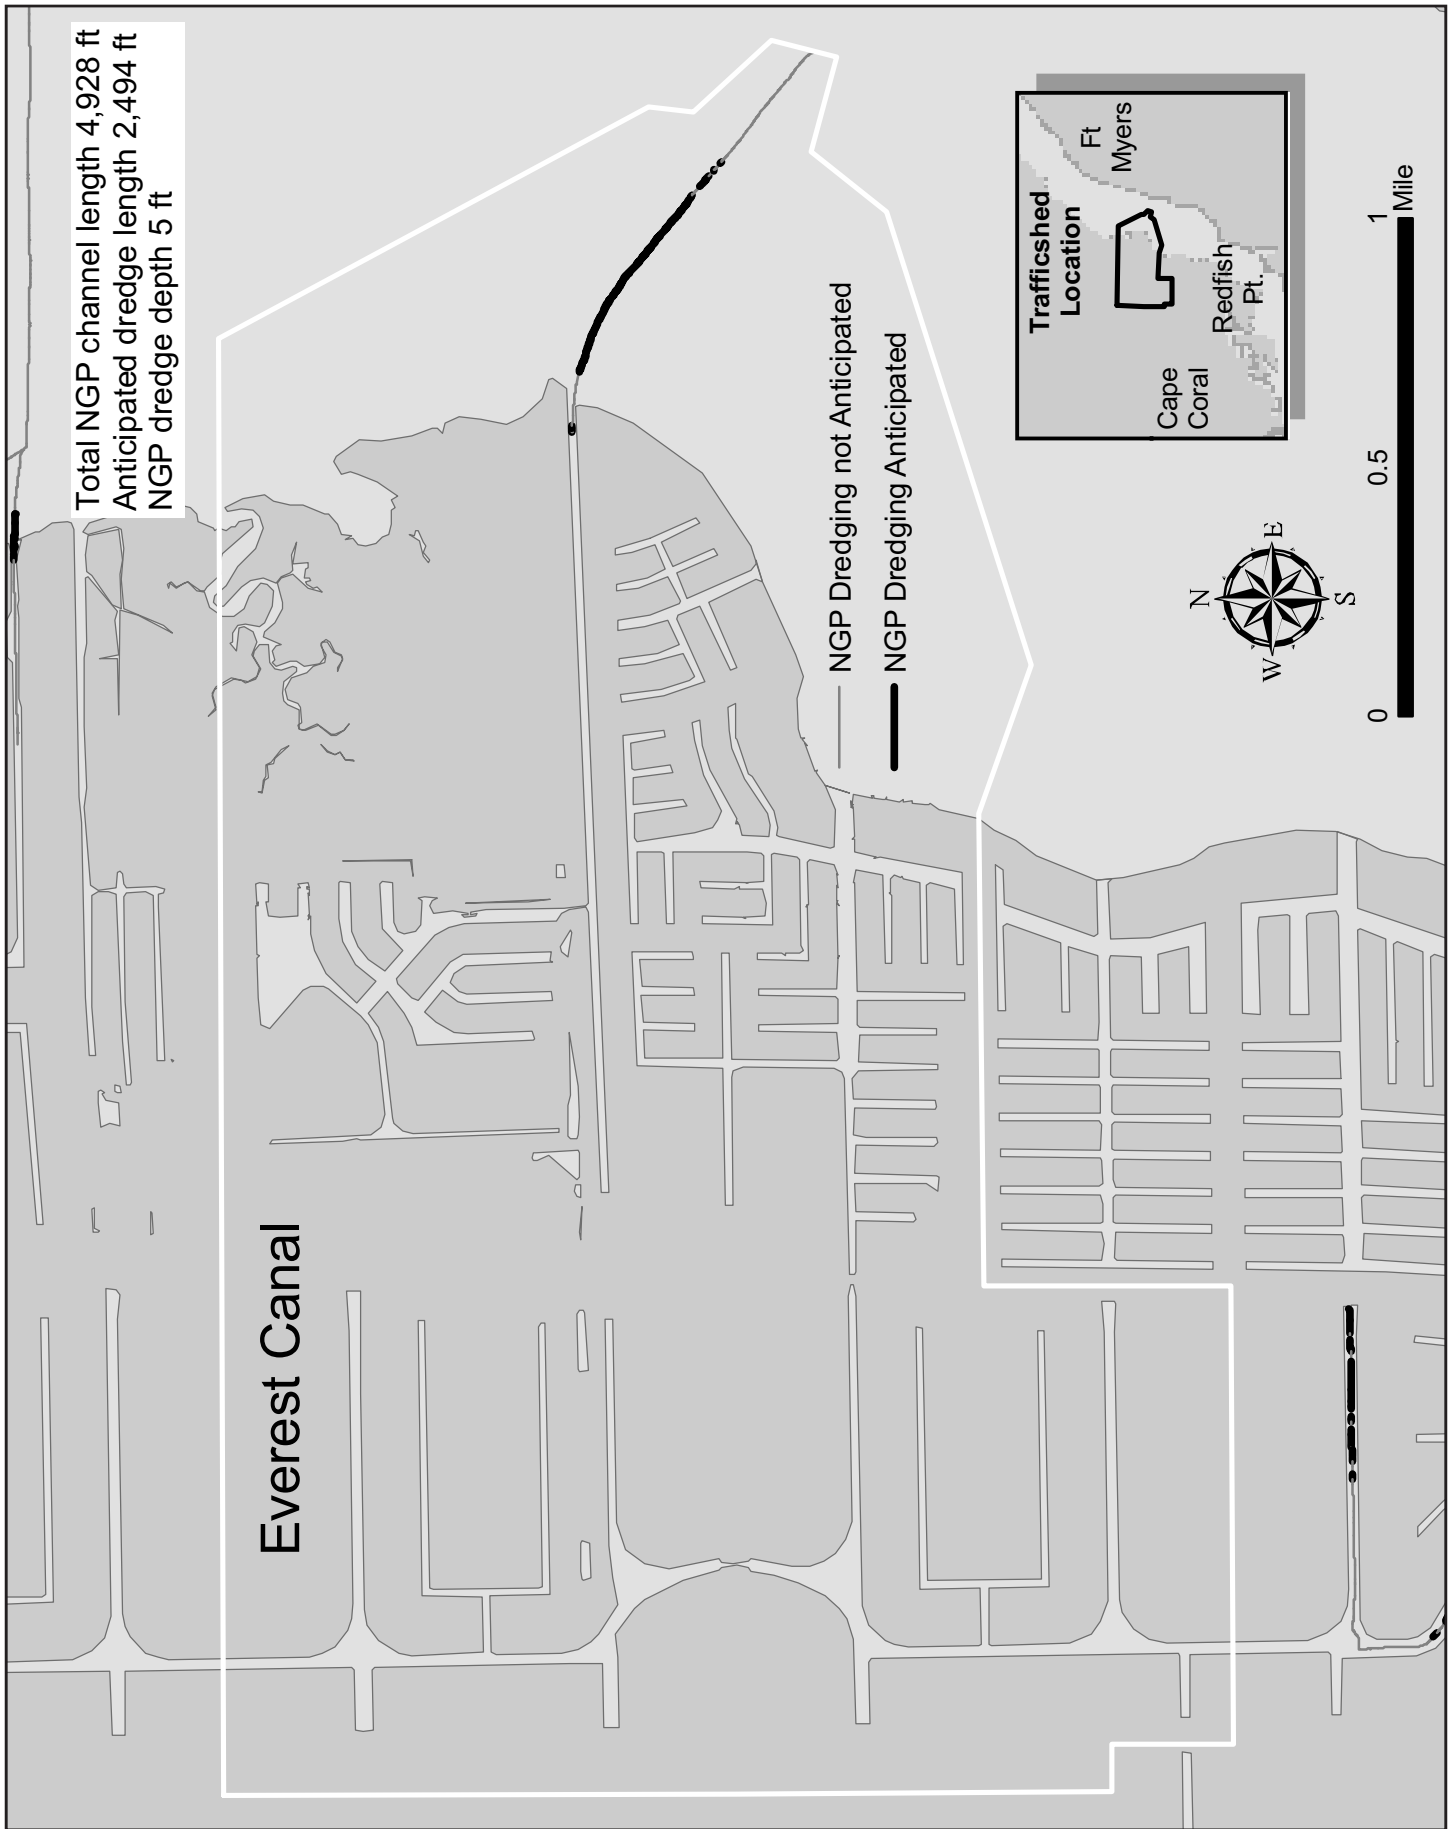 Total NGP channel length 4,928 ft
Anticipated dredge length 2,494 ft
NGP dredge depth 5 ft
Everest Canal
NGP Dredging not Anticipated
NGP Dredging Anticipated
Trafficshed
Location
Ft
Myers
Cape
Coral
Redfish
Pt.
N
W
E
S
0
0.5
1
Mile